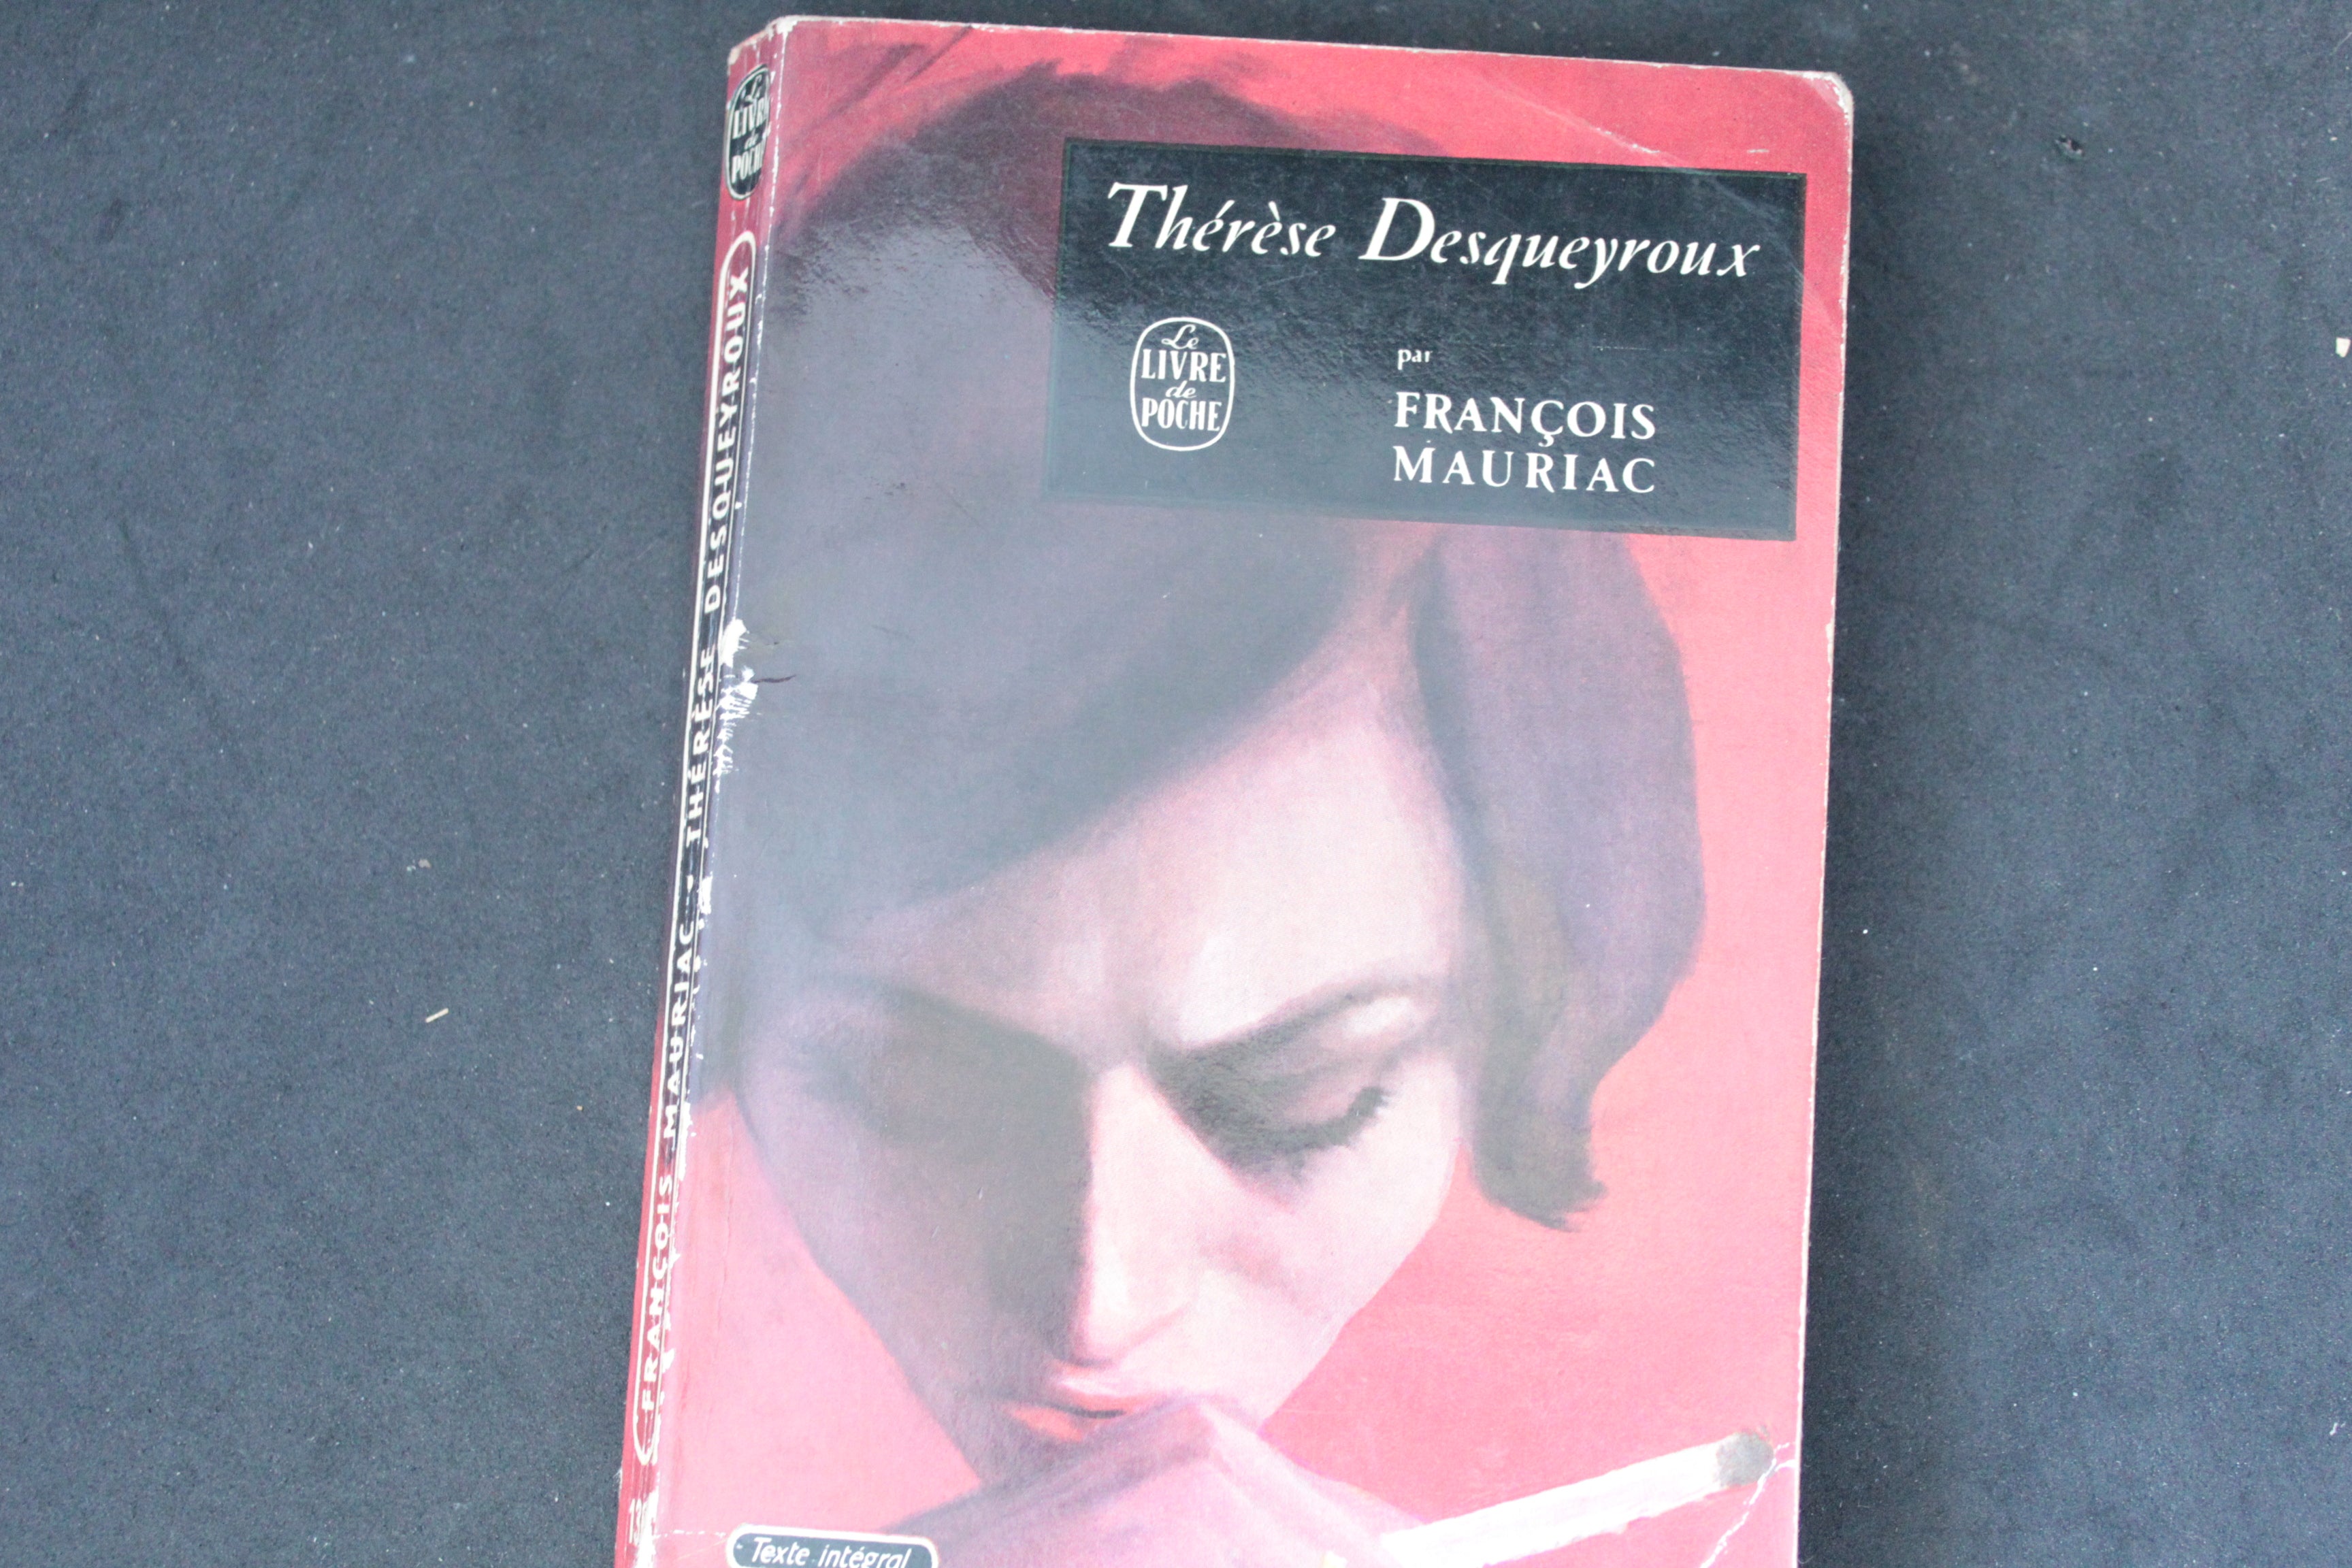 Thérèse Desqueyroux
Le
LIVRE
de
POCHE
par
FRANÇOIS
MAURIAC
Texte intégral
Le
LIVRE
de
POCHE
FRANÇOIS MAURIAC - THÉRÈSE DESQUEYROUX